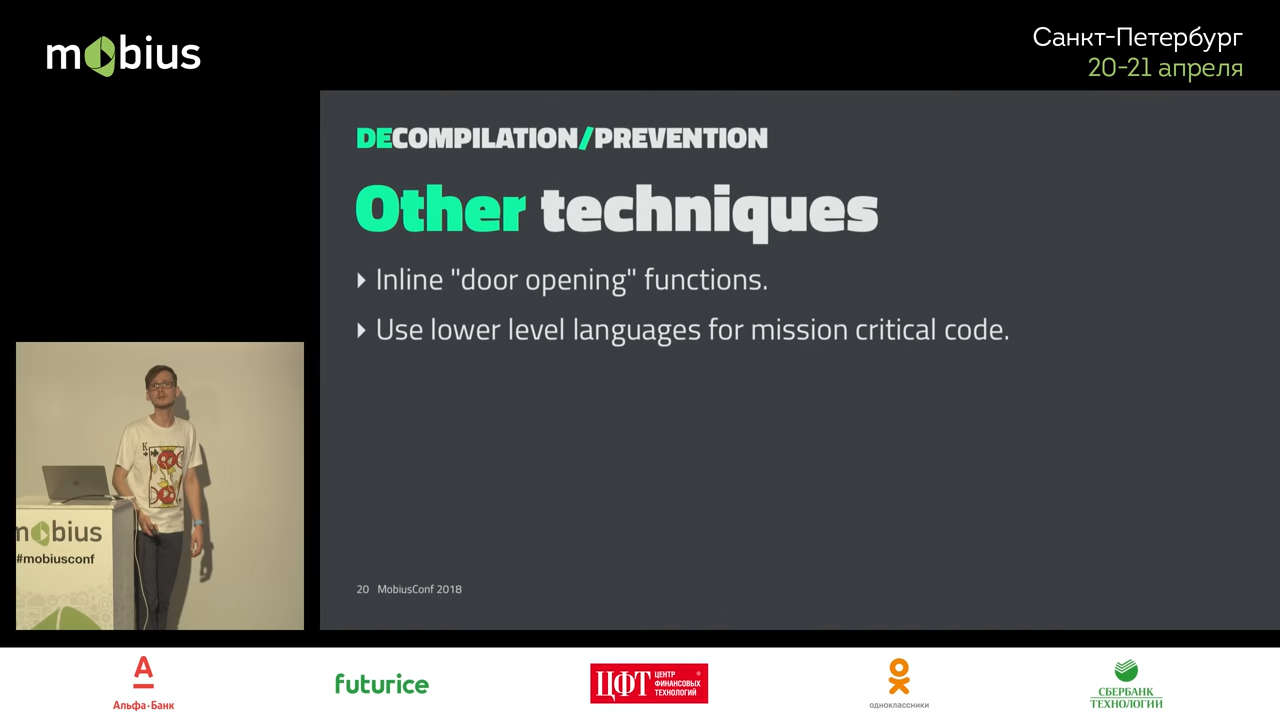 mobius
Санкт-Петербург
20-21 апреля
DECOMPILATION/PREVENTION
Other techniques
Inline "door opening" functions.
Use lower level languages for mission critical code.
K
mobius
#mobiusconf
20 MobiusConf 2018
А
Альфа·Банк
futurice
ЦФТ ЦЕНТР ФИНАНСОВЫХ ТЕХНОЛОГИЙ ®
одноклассники
СБЕРБАНК
ТЕХНОЛОГИИ